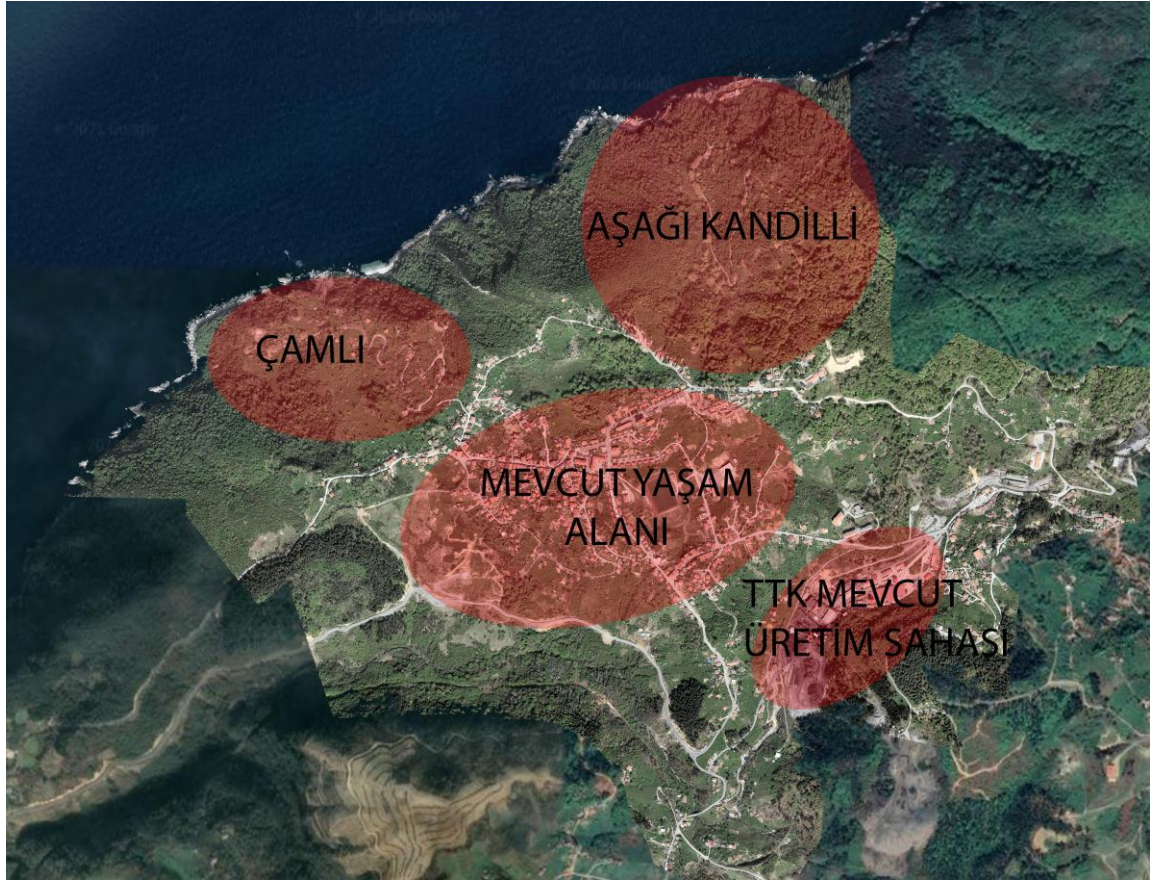 AŞAĞI KANDİLLİ
ÇAMLI
MEVCUT YAŞAM
ALANI
TTK MEVCUT
ÜRETİM SAHASI